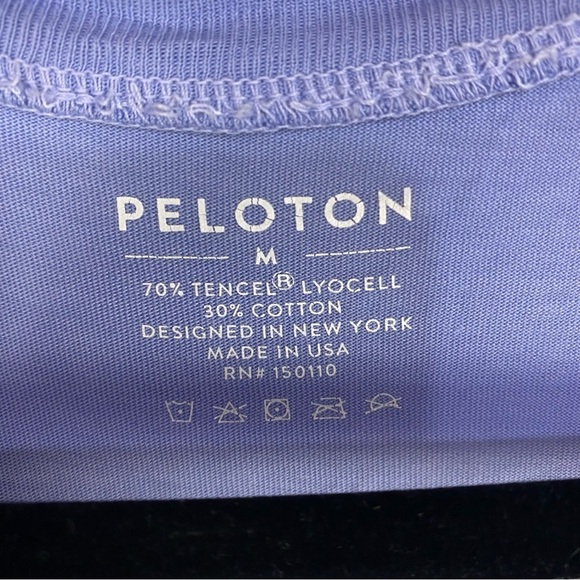 PELOTON
M
70% TENCEL® LYOCELL
30% COTTON
DESIGNED IN NEW YORK
MADE IN USA
RN# 150110